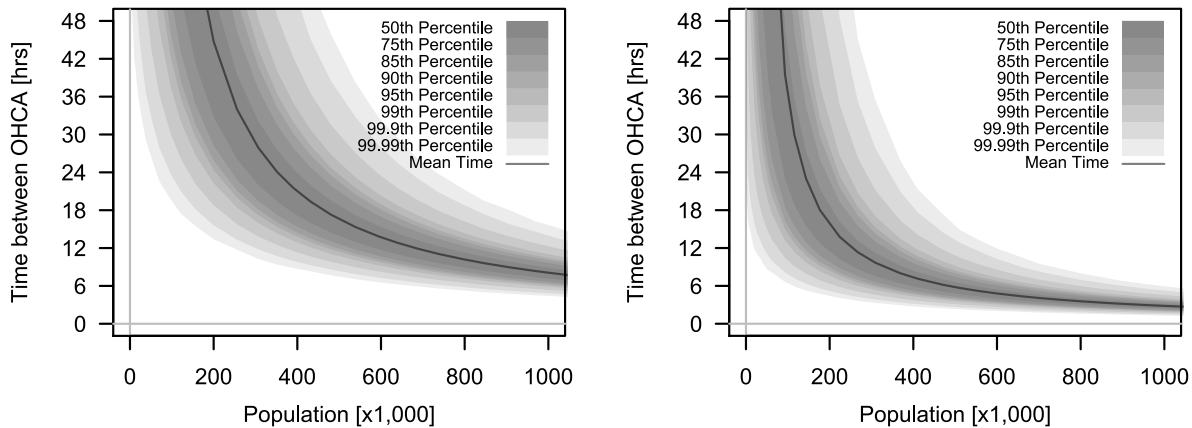 Time between OHCA [hrs]
48
42
36
30
24
18
12
6
0
50th Percentile
75th Percentile
85th Percentile
90th Percentile
95th Percentile
99th Percentile
99.9th Percentile
99.99th Percentile
Mean Time
0 200 400 600 800 1000
Population [x1,000]
Time between OHCA [hrs]
48
42
36
30
24
18
12
6
0
50th Percentile
75th Percentile
85th Percentile
90th Percentile
95th Percentile
99th Percentile
99.9th Percentile
99.99th Percentile
Mean Time
0 200 400 600 800 1000
Population [x1,000]